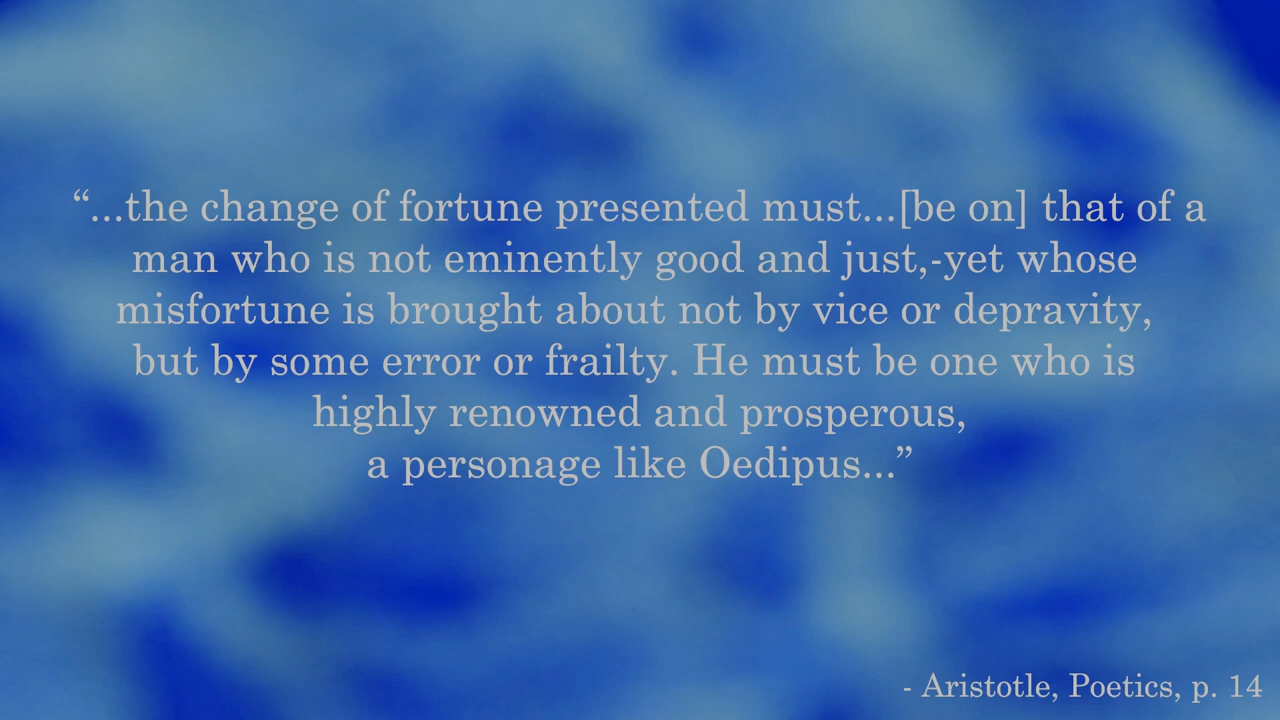 “...the change of fortune presented must...[be on] that of a
man who is not eminently good and just,-yet whose
misfortune is brought about not by vice or depravity,
but by some error or frailty. He must be one who is
highly renowned and prosperous,
a personage like Oedipus...”
- Aristotle, Poetics, p. 14